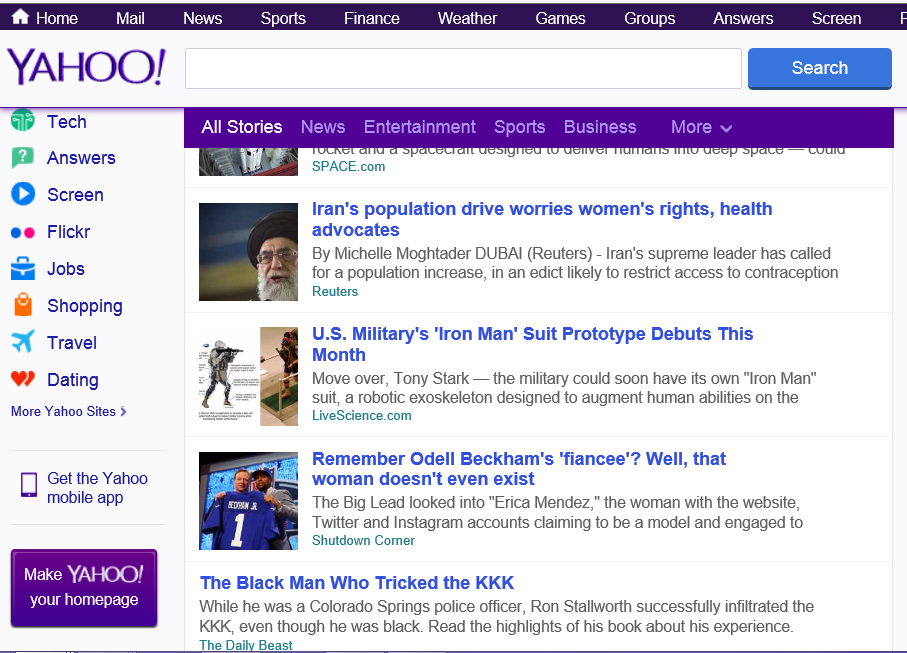 Home Mail News Sports Finance Weather Games Groups Answers Screen
YAHOO!
Search
Tech
Answers
Screen
Flickr
Jobs
Shopping
Travel
Dating
More Yahoo Sites >
Get the Yahoo
mobile app
Make YAHOO!
your homepage
All Stories News Entertainment Sports Business More
rocket and a spacecraft designed to deliver humans into deep space — could
SPACE.com
Iran's population drive worries women's rights, health
advocates
By Michelle Moghtader DUBAI (Reuters) - Iran's supreme leader has called
for a population increase, in an edict likely to restrict access to contraception
Reuters
U.S. Military's 'Iron Man' Suit Prototype Debuts This
Month
Move over, Tony Stark — the military could soon have its own "Iron Man"
suit, a robotic exoskeleton designed to augment human abilities on the
LiveScience.com
BECKHAM JR.
1
Remember Odell Beckham's 'fiancee'? Well, that
woman doesn't even exist
The Big Lead looked into "Erica Mendez," the woman with the website,
Twitter and Instagram accounts claiming to be a model and engaged to
Shutdown Corner
The Black Man Who Tricked the KKK
While he was a Colorado Springs police officer, Ron Stallworth successfully infiltrated the
KKK, even though he was black. Read the highlights of his book about his experience.
The Daily Beast